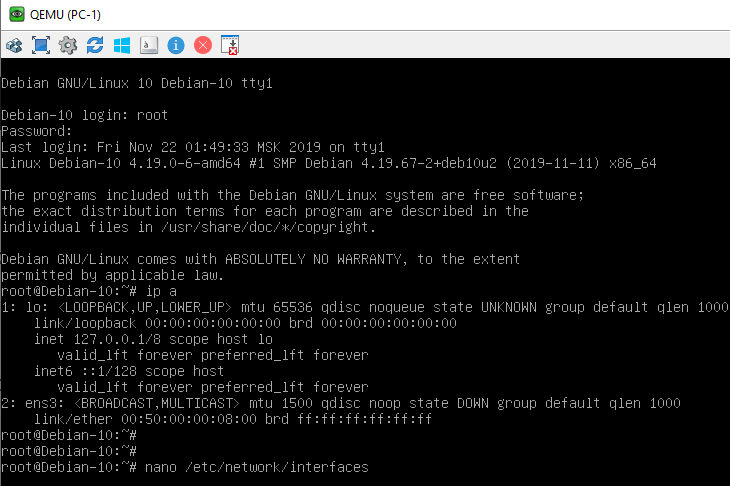 QEMU (PC-1)
Debian GNU/Linux 10 Debian-10 tty1
Debian-10 login: root
Password:
Last login: Fri Nov 22 01:49:33 MSK 2019 on tty1
Linux Debian-10 4.19.0-6-amd64 #1 SMP Debian 4.19.67-2+deb10u2 (2019-11-11) x86_64
The programs included with the Debian GNU/Linux system are free software;
the exact distribution terms for each program are described in the
individual files in /usr/share/doc/*/copyright.
Debian GNU/Linux comes with ABSOLUTELY NO WARRANTY, to the extent
permitted by applicable law.
root@Debian-10:~# ip a
1: lo: <LOOPBACK,UP,LOWER_UP> mtu 65536 qdisc noqueue state UNKNOWN group default qlen 1000
    link/loopback 00:00:00:00:00:00 brd 00:00:00:00:00:00
    inet 127.0.0.1/8 scope host lo
       valid_lft forever preferred_lft forever
    inet6 ::1/128 scope host
       valid_lft forever preferred_lft forever
2: ens3: <BROADCAST,MULTICAST> mtu 1500 qdisc noop state DOWN group default qlen 1000
    link/ether 00:50:00:00:08:00 brd ff:ff:ff:ff:ff:ff
root@Debian-10:~#
root@Debian-10:~#
root@Debian-10:~# nano /etc/network/interfaces